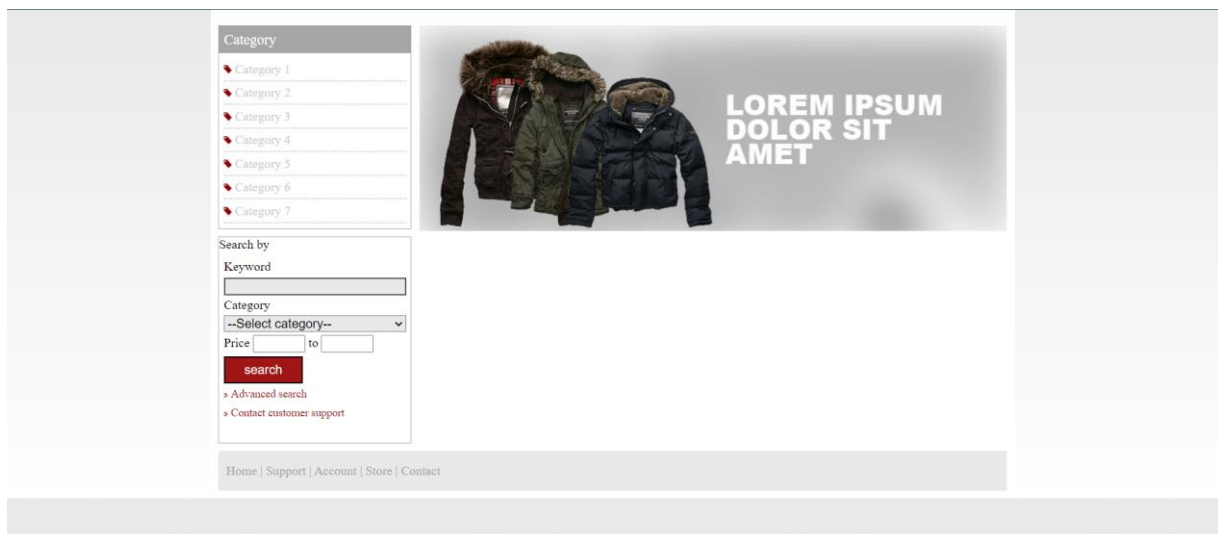 Category
Category 1
Category 2
Category 3
Category 4
Category 5
Category 6
Category 7
LOREM IPSUM
DOLOR SIT
AMET
Search by
Keyword
Category
--Select category--
Price to
search
» Advanced search
» Contact customer support
Home | Support | Account | Store | Contact